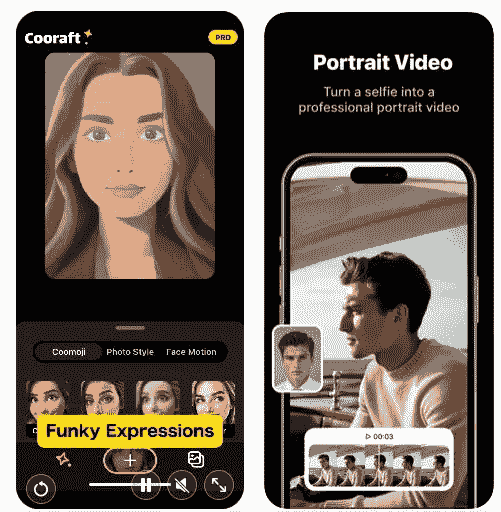 Cooraft
PRO
Coomoji
Photo Style
Face Motion
Funky Expressions
Portrait Video
Turn a selfie into a
professional portrait video
00:03